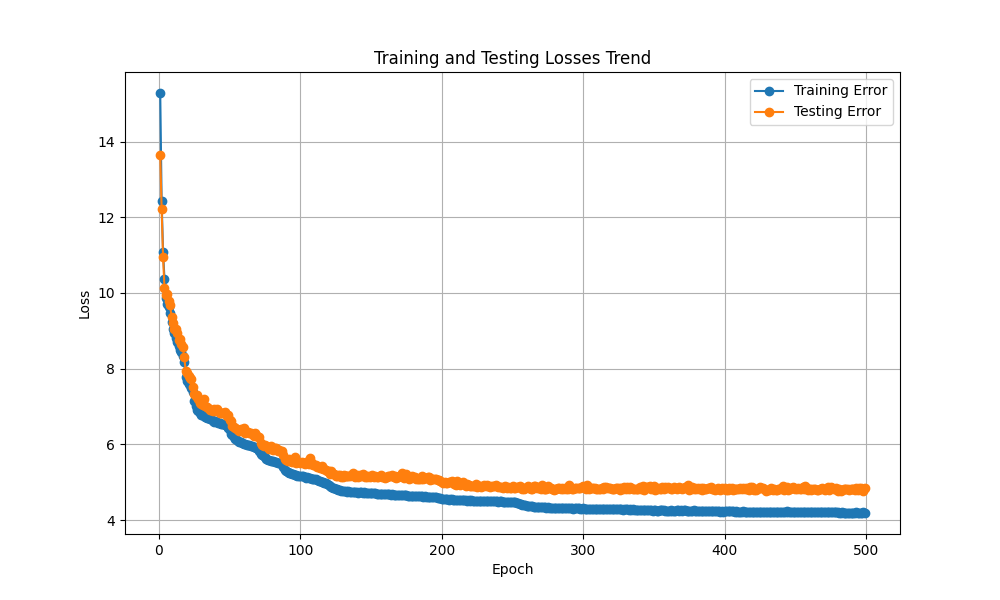 Training and Testing Losses Trend
Training Error
Testing Error
Loss
14
12
10
8
6
4
0 100 200 300 400 500
Epoch